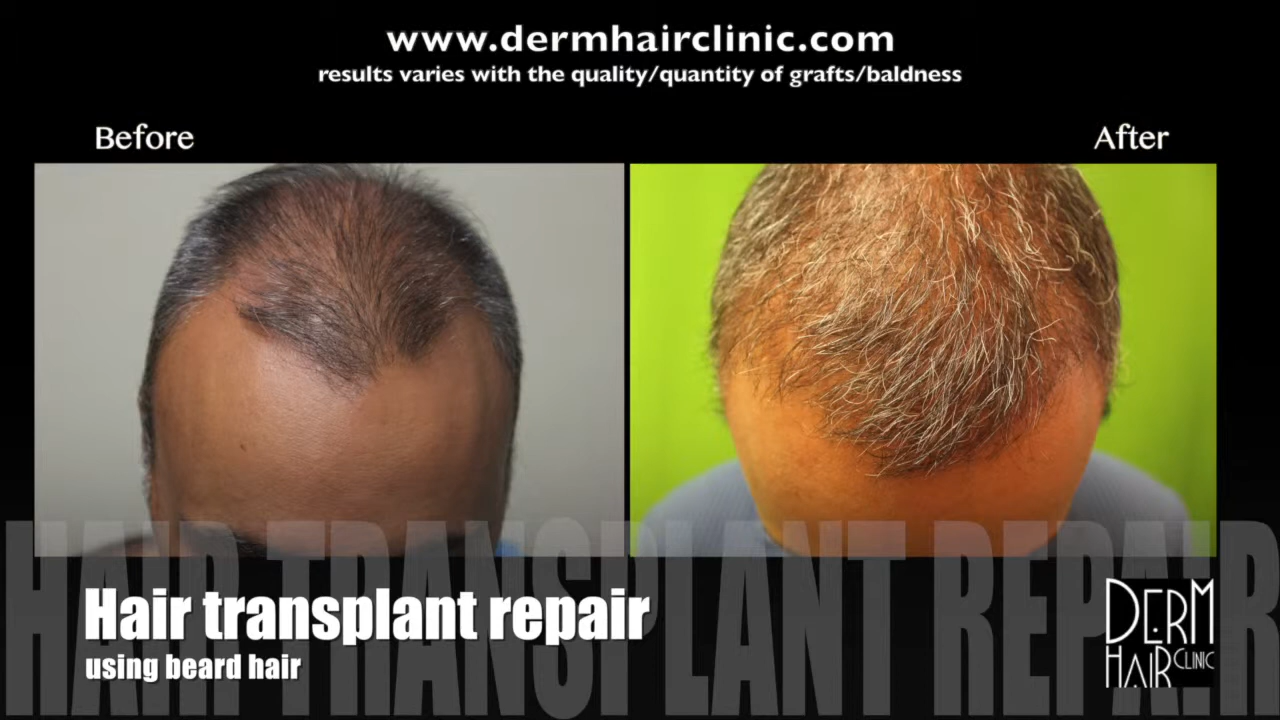 www.dermhairclinic.com
results varies with the quality/quantity of grafts/baldness
Before
After
HAIR TRANSPLANT REPAIR
Hair transplant repair
using beard hair
DERM
HAIR CLINIC